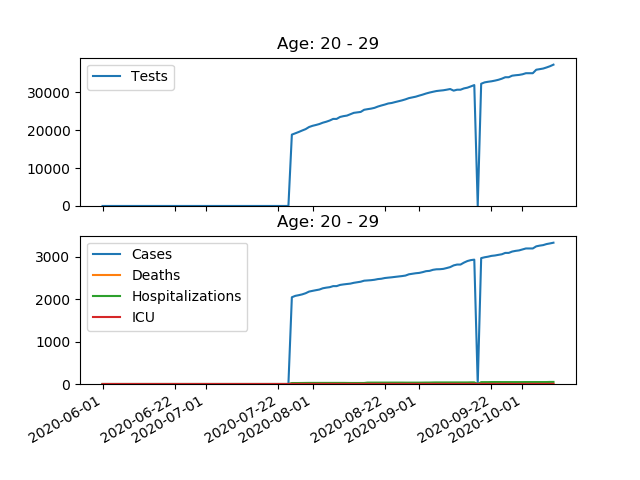 Age: 20 - 29
Tests
30000
20000
10000
0
Age: 20 - 29
Cases
Deaths
Hospitalizations
ICU
3000
2000
1000
0
2020-06-01
2020-06-22
2020-07-01
2020-07-22
2020-08-01
2020-08-22
2020-09-01
2020-09-22
2020-10-01